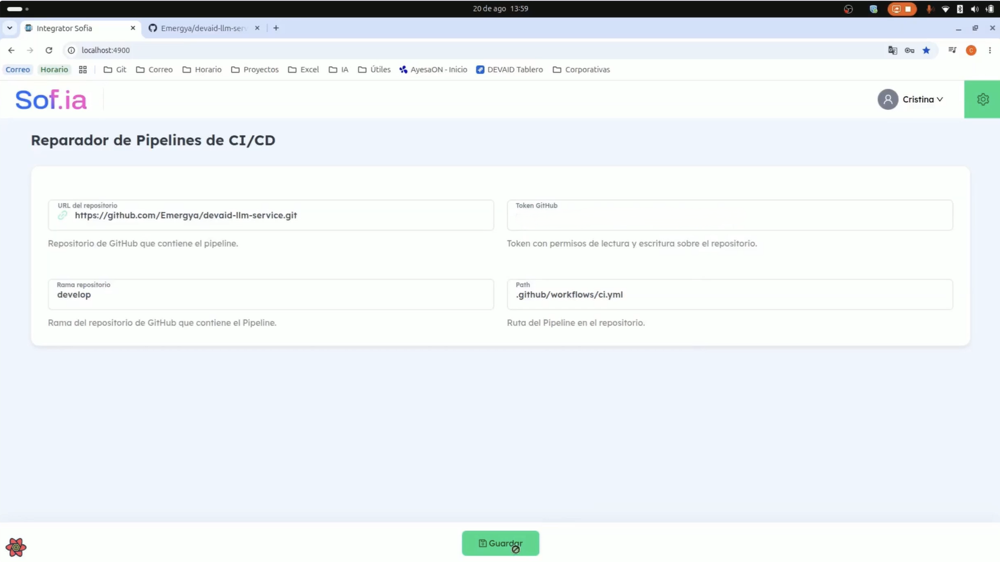 20 de ago 13:59
Integrator Sofia
Emergya/devaid-llm-serv
localhost:4900
Correo
Horario
Git
Correo
Horario
Proyectos
Excel
IA
Útiles
AyesaON - Inicio
DEVAID Tablero
Corporativas
Sof.ia
Cristina
Reparador de Pipelines de CI/CD
URL del repositorio
https://github.com/Emergya/devaid-llm-service.git
Repositorio de GitHub que contiene el pipeline.
Token GitHub
Token con permisos de lectura y escritura sobre el repositorio.
Rama repositorio
develop
Rama del repositorio de GitHub que contiene el Pipeline.
Path
.github/workflows/ci.yml
Ruta del Pipeline en el repositorio.
Guardar